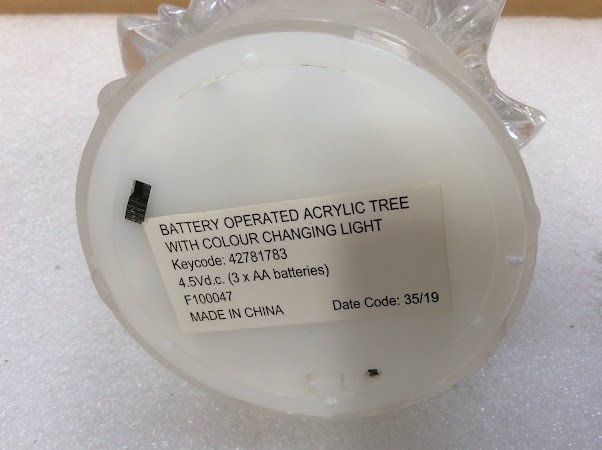 BATTERY OPERATED ACRYLIC TREE
WITH COLOUR CHANGING LIGHT
Keycode: 42781783
4.5Vd.c. (3 x AA batteries)
F100047
MADE IN CHINA Date Code: 35/19